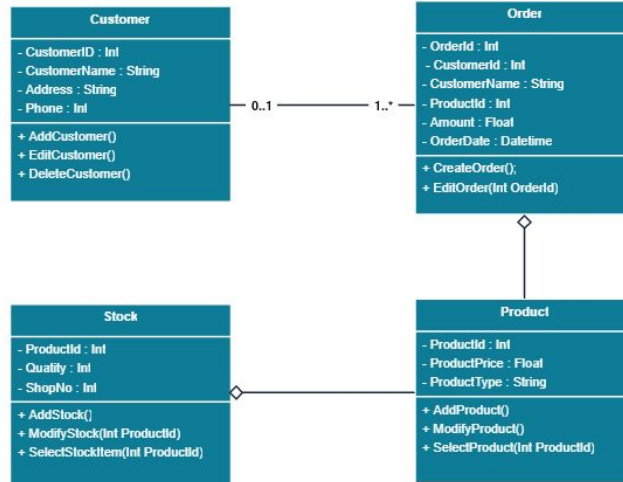 Customer
- CustomerID : Int
- CustomerName : String
- Address : String
- Phone : Int
+ AddCustomer()
+ EditCustomer()
+ DeleteCustomer()
0..1
1..*
Order
- OrderId : Int
- CustomerId : Int
- CustomerName : String
- ProductId : Int
- Amount : Float
- OrderDate : Datetime
+ CreateOrder();
+ EditOrder(Int OrderId)
Stock
- ProductId : Int
- Quatity : Int
- ShopNo : Int
+ AddStock()
+ ModifyStock(Int ProductId)
+ SelectStockItem(Int ProductId)
Product
- ProductId : Int
- ProductPrice : Float
- ProductType : String
+ AddProduct()
+ ModifyProduct()
+ SelectProduct(Int ProductId)